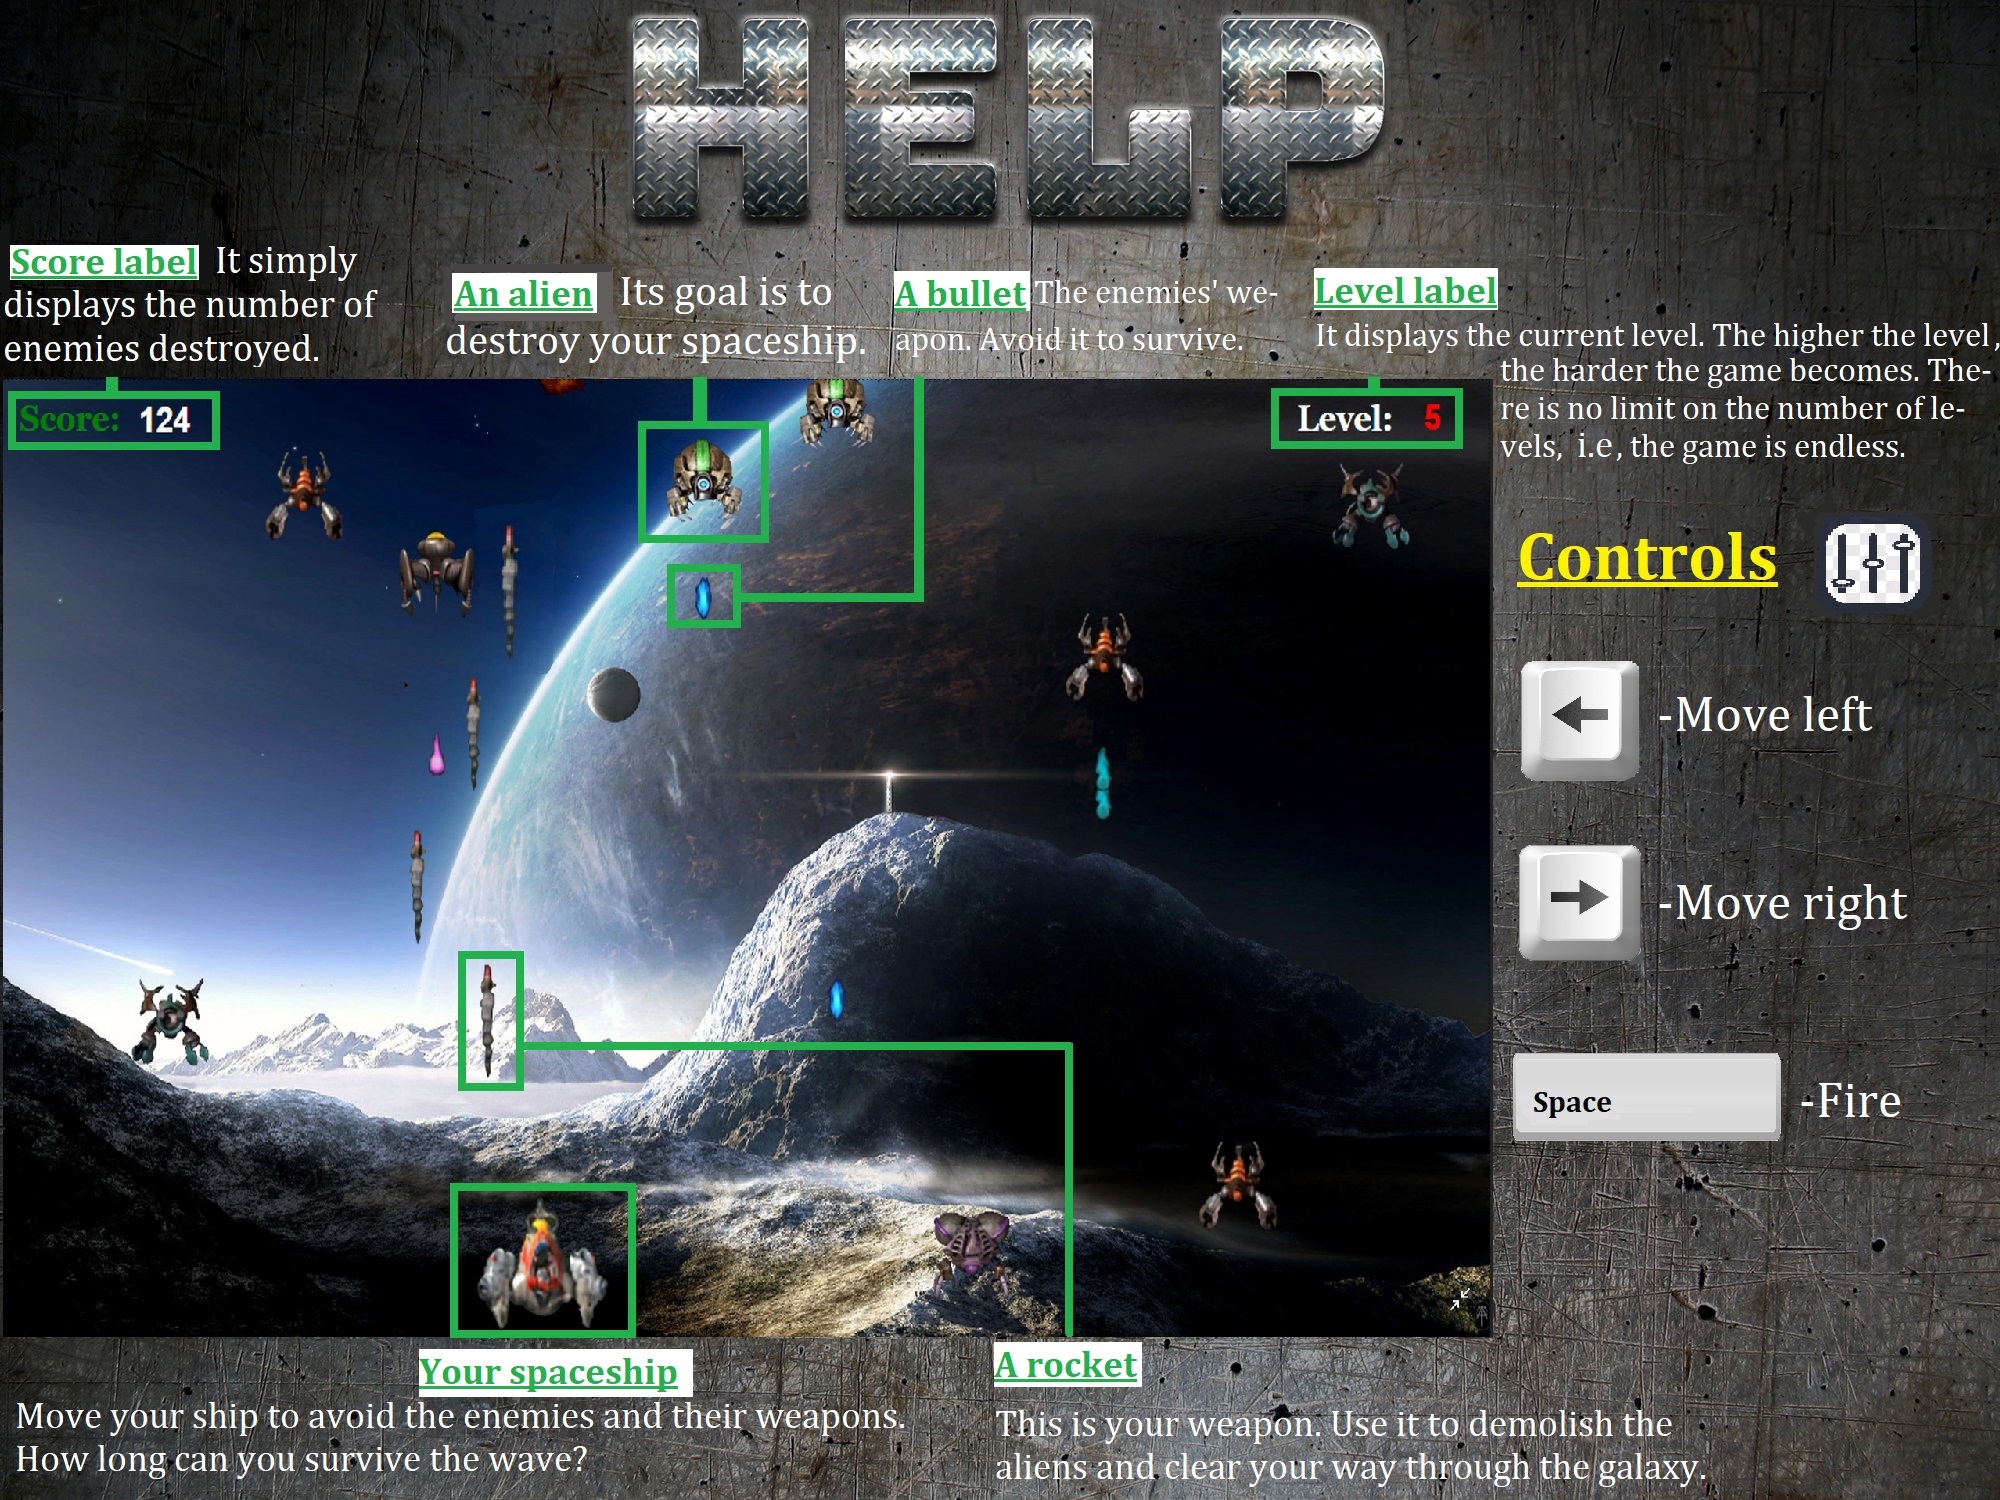 HELP
Score label It simply
displays the number of
enemies destroyed.
An alien Its goal is to
destroy your spaceship.
A bullet The enemies' we-
apon. Avoid it to survive.
Level label
It displays the current level. The higher the level,
the harder the game becomes. The-
re is no limit on the number of le-
vels, i.e, the game is endless.
Score: 124
Level: 5
Controls
-Move left
-Move right
Space -Fire
Your spaceship
Move your ship to avoid the enemies and their weapons.
How long can you survive the wave?
A rocket
This is your weapon. Use it to demolish the
aliens and clear your way through the galaxy.